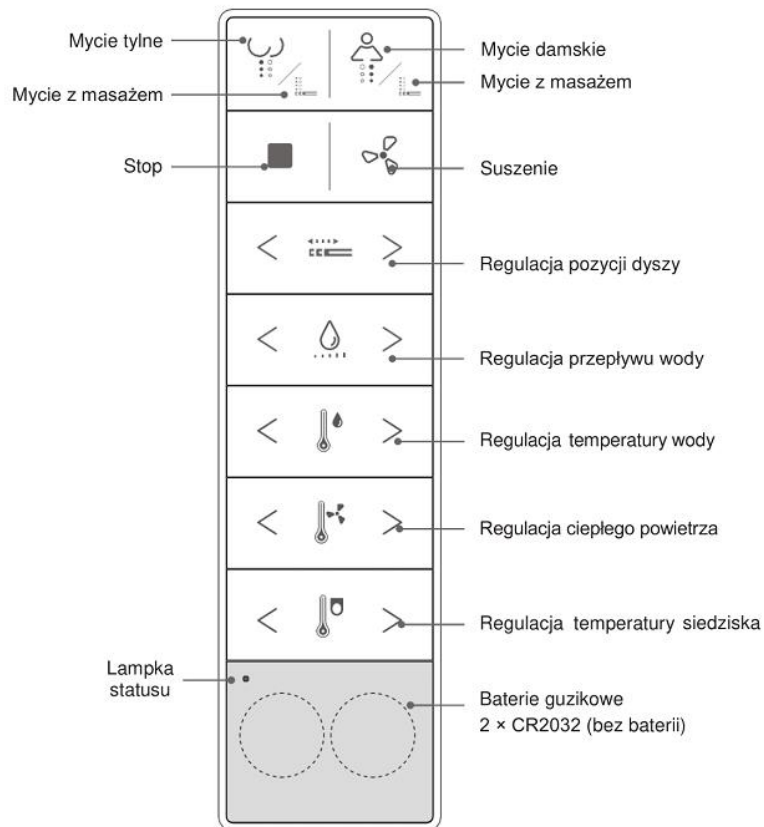 Mycie tylne
Mycie damskie
Mycie z masażem
Mycie z masażem
Stop
Suszenie
Regulacja pozycji dyszy
Regulacja przepływu wody
Regulacja temperatury wody
Regulacja ciepłego powietrza
Regulacja temperatury siedziska
Lampka
statusu
Baterie guzikowe
2 × CR2032 (bez baterii)